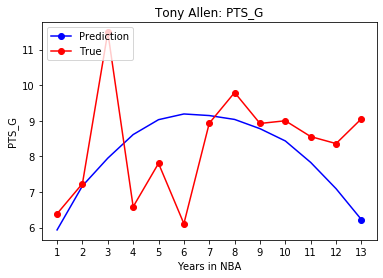 Tony Allen: PTS_G
Prediction
True
11
10
9
8
7
6
PTS_G
1 2 3 4 5 6 7 8 9 10 11 12 13
Years in NBA